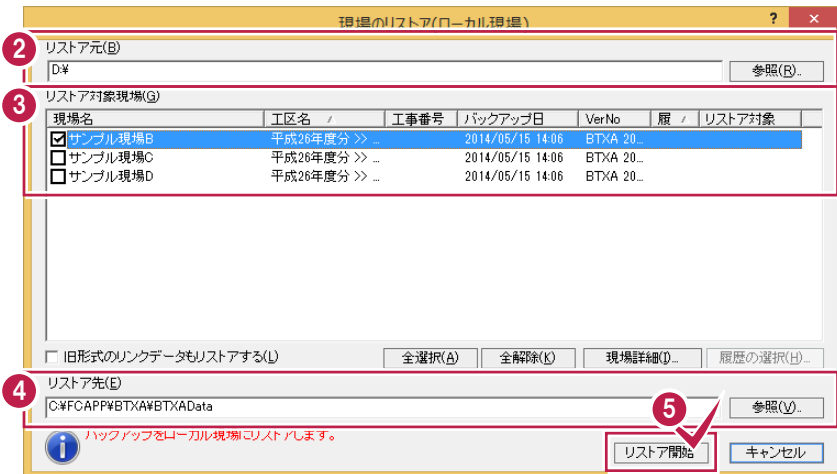 現場のリストア(ローカル現場)
? ×
2
リストア元(B)
D:¥
参照(R)...
3
リストア対象現場(G)
現場名 工区名 / 工事番号 バックアップ日 VerNo 履 / リストア対象
サンプル現場B 平成26年度分 >> ... 2014/05/15 14:06 BTXA 20...
サンプル現場C 平成26年度分 >> ... 2014/05/15 14:06 BTXA 20...
サンプル現場D 平成26年度分 >> ... 2014/05/15 14:06 BTXA 20...
旧形式のリンクデータもリストアする(L)
全選択(A) 全解除(K) 現場詳細(I)... 履歴の選択(H)...
4
リストア先(E)
C:¥FCAPP¥BTXA¥BTXAData
参照(V)...
バックアップをローカル現場にリストアします。
5
リストア開始 キャンセル